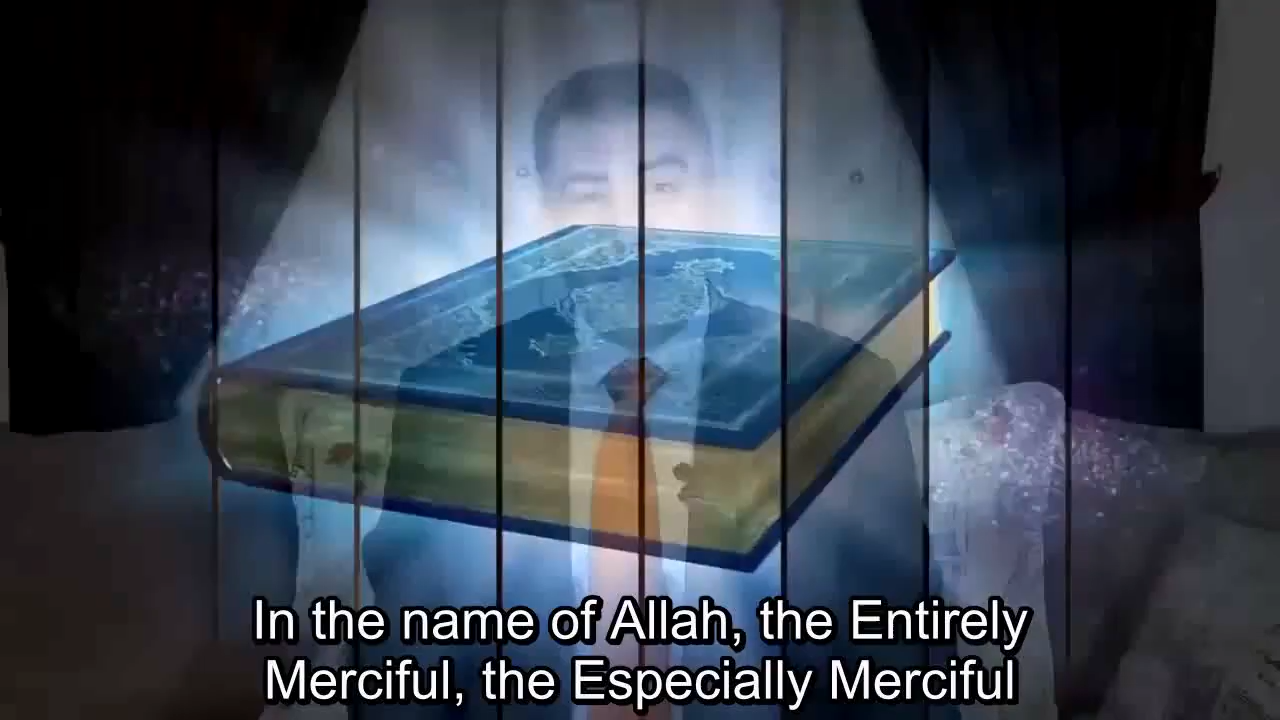 In the name of Allah, the Entirely
Merciful, the Especially Merciful